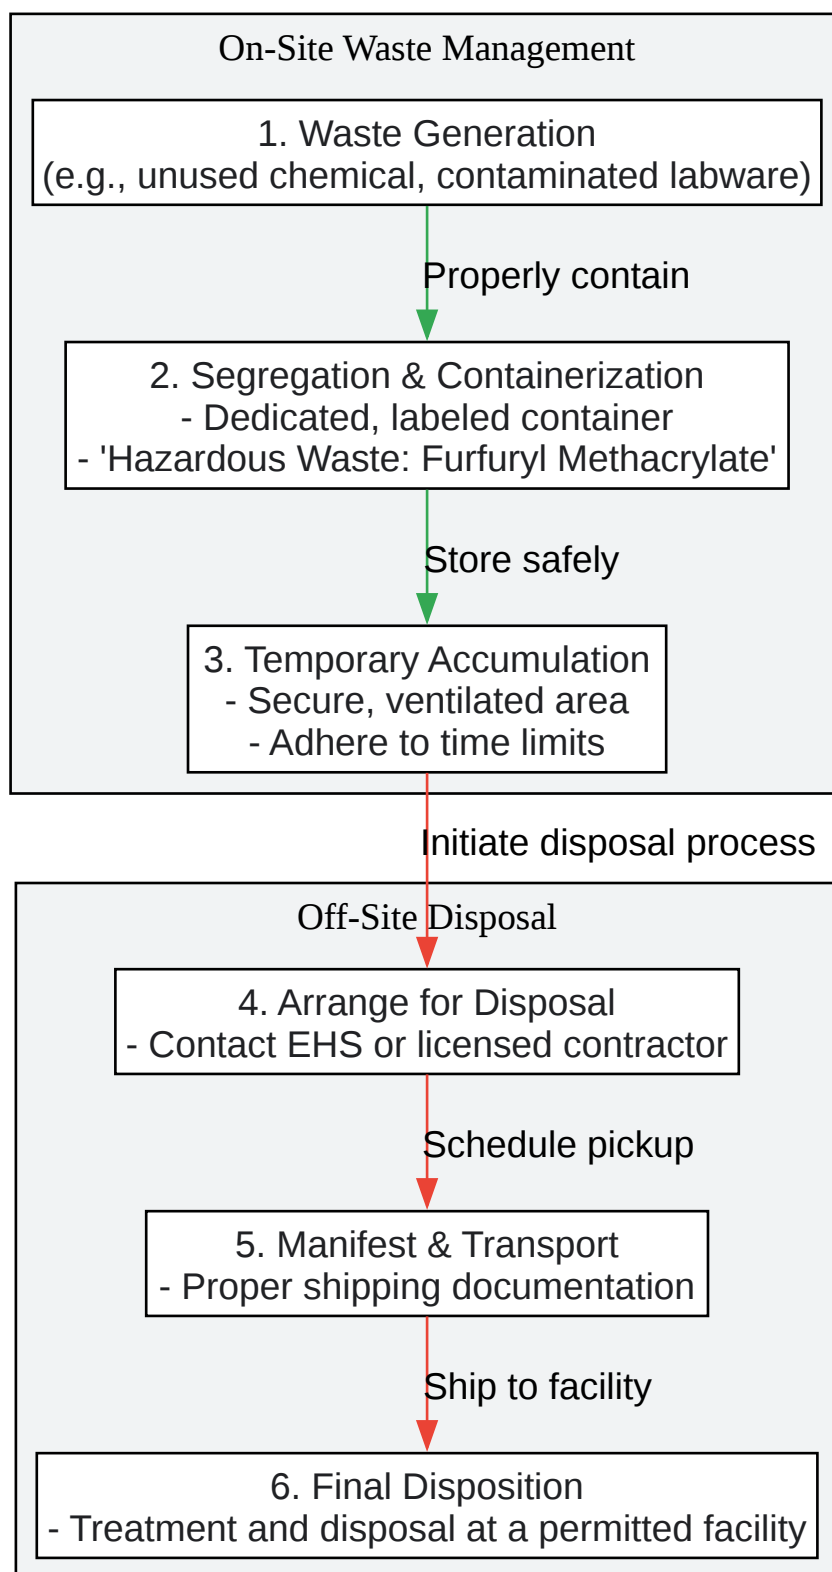 On-Site Waste Management
1. Waste Generation
(e.g., unused chemical, contaminated labware)
Properly contain
2. Segregation & Containerization
- Dedicated, labeled container
- 'Hazardous Waste: Furfuryl Methacrylate'
Store safely
3. Temporary Accumulation
- Secure, ventilated area
- Adhere to time limits
Initiate disposal process
Off-Site Disposal
4. Arrange for Disposal
- Contact EHS or licensed contractor
Schedule pickup
5. Manifest & Transport
- Proper shipping documentation
Ship to facility
6. Final Disposition
- Treatment and disposal at a permitted facility